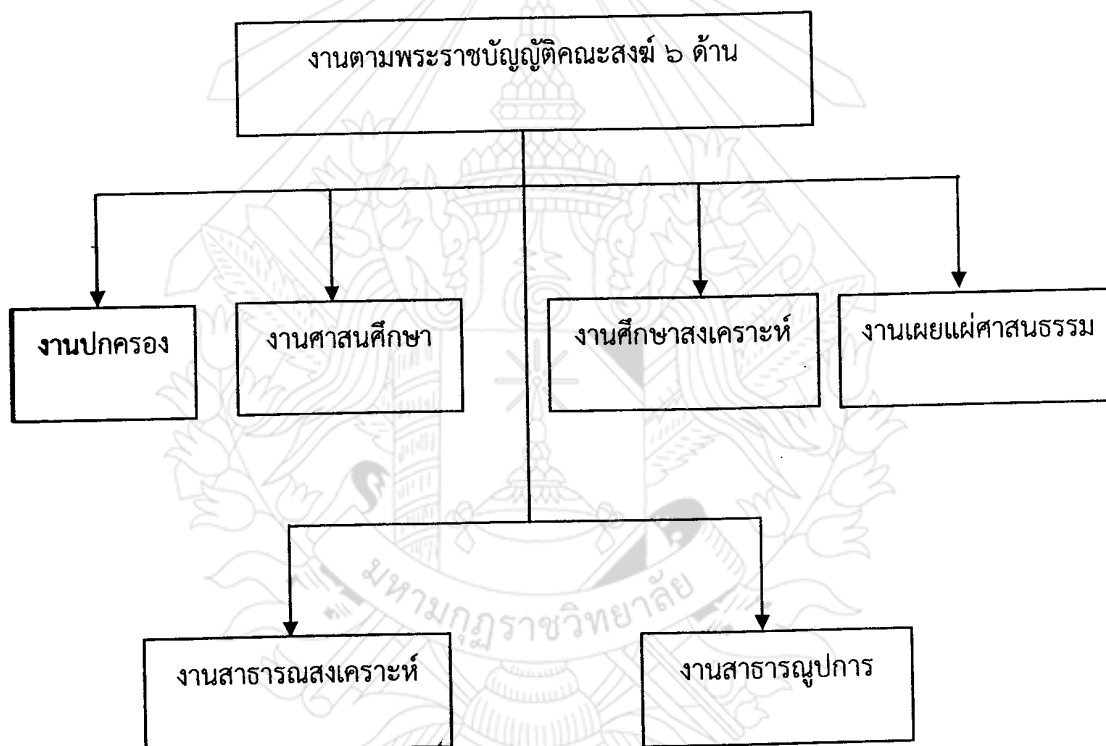 งานตามพระราชบัญญัติคณะสงฆ์ ๖ ด้าน
งานปกครอง
งานศาสนศึกษา
งานศึกษาสงเคราะห์
งานเผยแผ่ศาสนธรรม
มหามกุฏราชวิทยาลัย
งานสาธารณสงเคราะห์
งานสาธารณูปการ